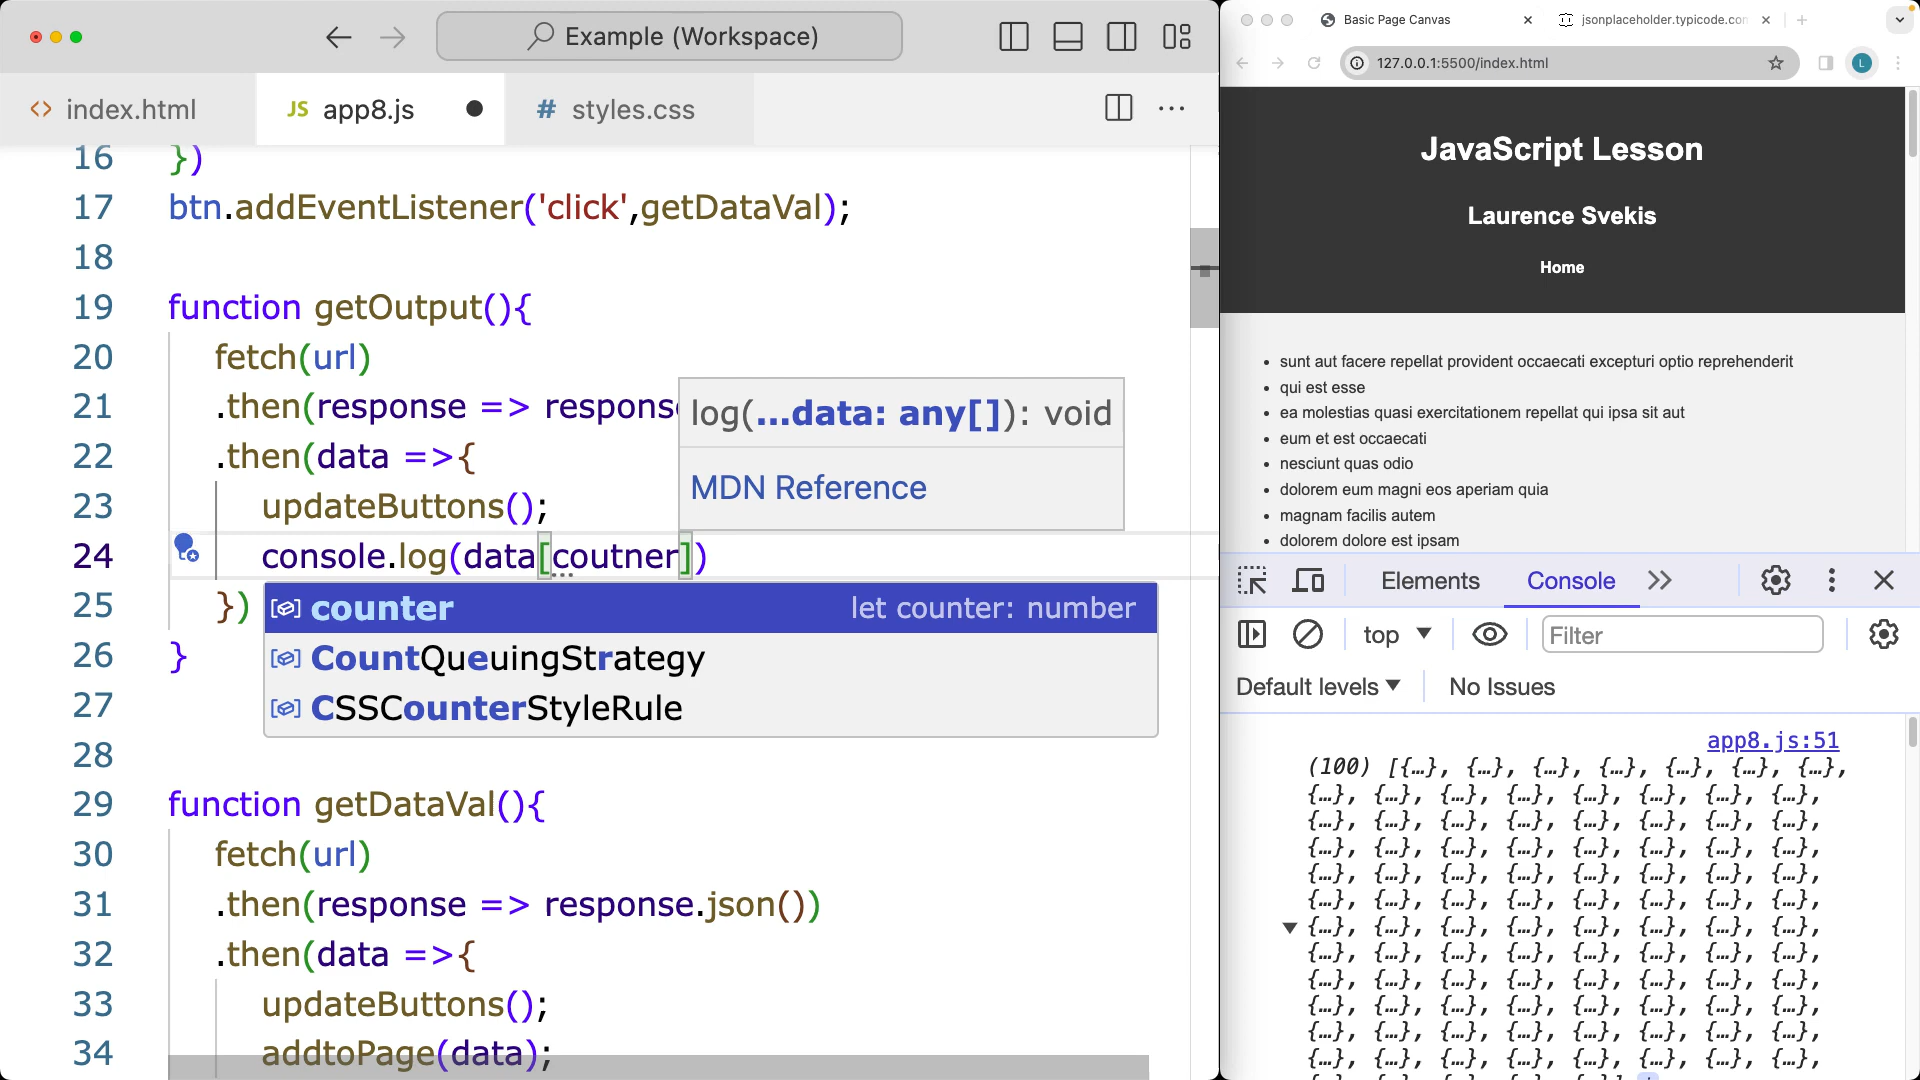 Example (Workspace)
index.html
JS app8.js
# styles.css
16 })
17 btn.addEventListener('click',getDataVal);
18
19 function getOutput(){
20 fetch(url)
21 .then(response => respons
22 .then(data =>{
23 updateButtons();
24 console.log(data[coutner])
25 })
26 }
27
28
29 function getDataVal(){
30 fetch(url)
31 .then(response => response.json())
32 .then(data =>{
33 updateButtons();
34 addtoPage(data);
log(...data: any[]): void
MDN Reference
counter let counter: number
CountQueuingStrategy
CSSCounterStyleRule
Basic Page Canvas
jsonplaceholder.typicode.com
127.0.0.1:5500/index.html
L
JavaScript Lesson
Laurence Svekis
Home
• sunt aut facere repellat provident occaecati excepturi optio reprehenderit
• qui est esse
• ea molestias quasi exercitationem repellat qui ipsa sit aut
• eum et est occaecati
• nesciunt quas odio
• dolorem eum magni eos aperiam quia
• magnam facilis autem
• dolorem dolore est ipsam
Elements Console
top Filter
Default levels No Issues
app8.js:51
(100) [{…}, {…}, {…}, {…}, {…}, {…}, {…},
{…}, {…}, {…}, {…}, {…}, {…}, {…}, {…},
{…}, {…}, {…}, {…}, {…}, {…}, {…}, {…},
{…}, {…}, {…}, {…}, {…}, {…}, {…}, {…},
{…}, {…}, {…}, {…}, {…}, {…}, {…}, {…},
{…}, {…}, {…}, {…}, {…}, {…}, {…}, {…},
{…}, {…}, {…}, {…}, {…}, {…}, {…}, {…},
{…}, {…}, {…}, {…}, {…}, {…}, {…}, {…},
{…}, {…}, {…}, {…}, {…}, {…}, {…}, {…},
{…}, {…}, {…}, {…}, {…}, {…}, {…}, {…},
{…}, {…}, {…}, {…}, {…}, {…}, {…}, {…},
{…}, {…}, {…}, {…}, {…}, {…}, {…}, {…},